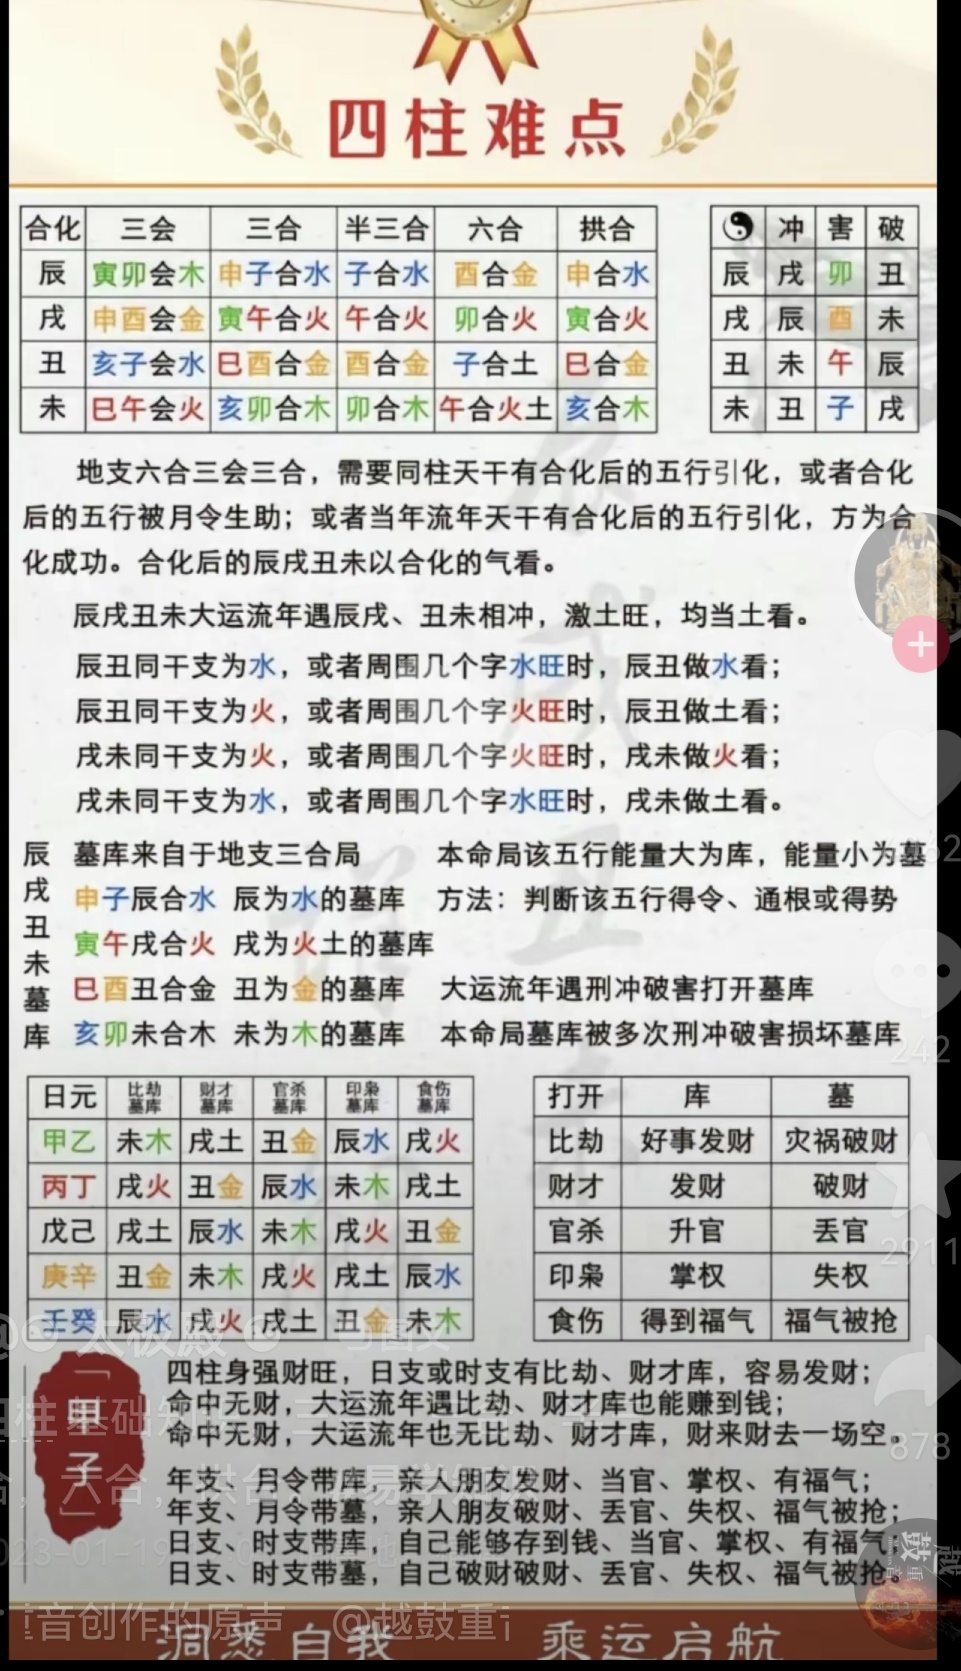 四柱难点
合化 三会 三合 半三合 六合 拱合
辰 寅卯会木 申子合水 子合水 酉合金 申合水
戌 申酉会金 寅午合火 午合火 卯合火 寅合火
丑 亥子会水 巳酉合金 酉合金 子合土 巳合金
未 巳午会火 亥卯合木 卯合木 午合火土 亥合木
冲 害 破
辰 戌 卯 丑
戌 辰 酉 未
丑 未 午 辰
未 丑 子 戌
地支六合三会三合，需要同柱天干有合化后的五行引化，或者合化
后的五行被月令生助；或者当年流年天干有合化后的五行引化，方为合
化成功。合化后的辰戌丑未以合化的气看。
辰戌丑未大运流年遇辰戌、丑未相冲，激土旺，均当土看。
辰丑同干支为水，或者周围几个字水旺时，辰丑做水看；
辰丑同干支为火，或者周围几个字火旺时，辰丑做土看；
戌未同干支为火，或者周围几个字火旺时，戌未做火看；
戌未同干支为水，或者周围几个字水旺时，戌未做土看。
辰戌丑未墓库
墓库来自于地支三合局 本命局该五行能量大为库，能量小为墓
申子辰合水 辰为水的墓库 方法：判断该五行得令、通根或得势
寅午戌合火 戌为火土的墓库
巳酉丑合金 丑为金的墓库 大运流年遇刑冲破害打开墓库
亥卯未合木 未为木的墓库 本命局墓库被多次刑冲破害损坏墓库
日元 比劫墓库 财才墓库 官杀墓库 印枭墓库 食伤墓库
甲乙 未木 戌土 丑金 辰水 戌火
丙丁 戌火 丑金 辰水 未木 戌土
戊己 戌土 辰水 未木 戌火 丑金
庚辛 丑金 未木 戌火 戌土 辰水
壬癸 辰水 戌火 戌土 丑金 未木
打开 库 墓
比劫 好事发财 灾祸破财
财才 发财 破财
官杀 升官 丢官
印枭 掌权 失权
食伤 得到福气 福气被抢
2911
242
878
「甲子」
四柱身强财旺，日支或时支有比劫、财才库，容易发财；
命中无财，大运流年遇比劫、财才库也能赚到钱；
命中无财，大运流年也无比劫、财才库，财来财去一场空。
年支、月令带库，亲人朋友发财、当官、掌权、有福气；
年支、月令带墓，亲人朋友破财、丢官、失权、福气被抢；
日支、时支带库，自己能够存到钱、当官、掌权、有福气
日支、时支带墓，自己破财破财、丢官、失权、福气被抢
音创作的原声 @越鼓重
洞悉自我 乘运启航